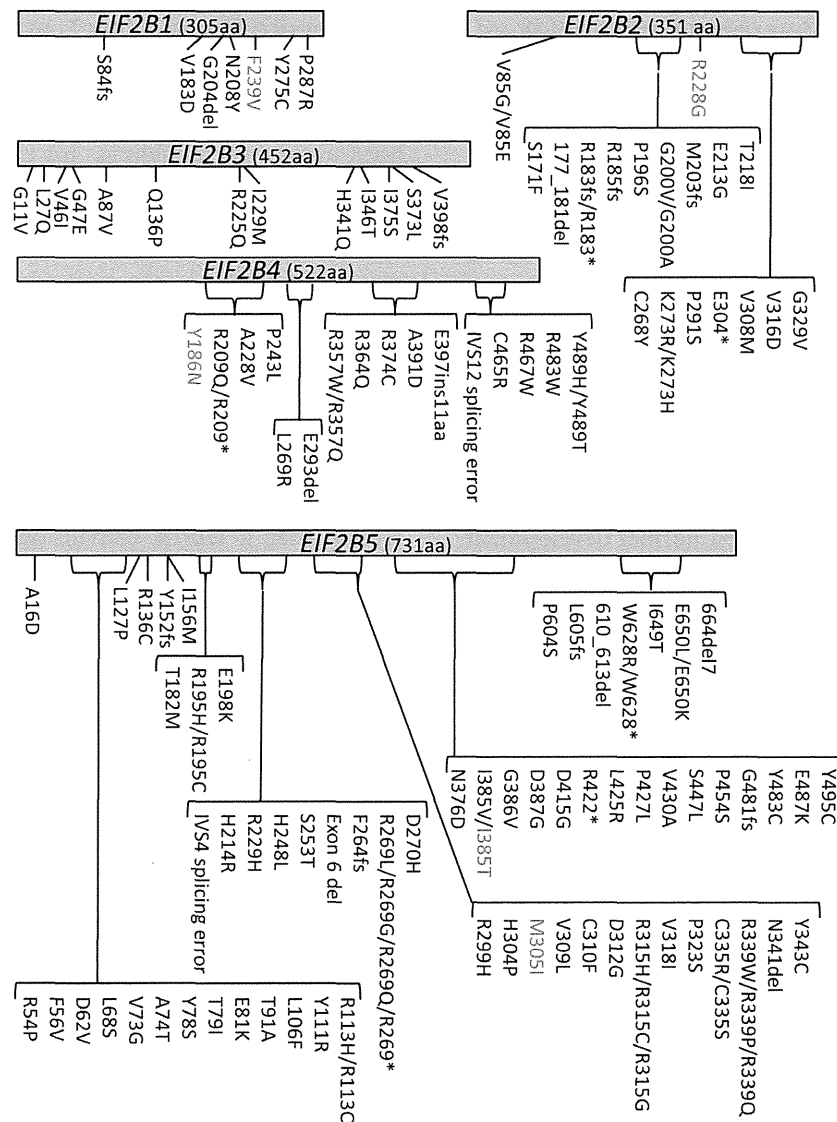 EIF2B1 (305aa)
S84fs
V183D
G204del
N208Y
F239V
Y275C
P287R
EIF2B2 (351 aa)
V85G/V85E
S171F
177_181del
R183fs/R183*
R185fs
P196S
G200V/G200A
M203fs
E213G
T218I
R228G
C268Y
K273R/K273H
P291S
E304*
V308M
V316D
G329V
EIF2B3 (452aa)
G11V
L27Q
V46I
G47E
A87V
Q136P
R225Q
I229M
H341Q
I346T
I375S
S373L
V398fs
EIF2B4 (522aa)
Y186N
R209Q/R209*
A228V
P243L
L269R
E293del
R357W/R357Q
R364Q
R374C
A391D
E397ins11aa
IVS12 splicing error
C465R
R467W
R483W
Y489H/Y489T
EIF2B5 (731aa)
A16D
R54P
F56V
D62V
L68S
V73G
A74T
Y78S
T79I
E81K
T91A
L106F
Y111R
R113H/R113C
L127P
R136C
Y152fs
I156M
T182M
R195H/R195C
E198K
IVS4 splicing error
H214R
R229H
H248L
S253T
Exon 6 del
F264fs
R269L/R269G/R269Q/R269*
D270H
R299H
H304P
M305I
V309L
C310F
D312G
R315H/R315C/R315G
V318I
P323S
C335R/C335S
R339W/R339P/R339Q
N341del
Y343C
N376D
I385V/I385T
G386V
D387G
D415G
R422*
L425R
P427L
V430A
S447L
P454S
G481fs
Y483C
E487K
Y495C
P604S
L605fs
610_613del
W628R/W628*
I649T
E650L/E650K
664del7